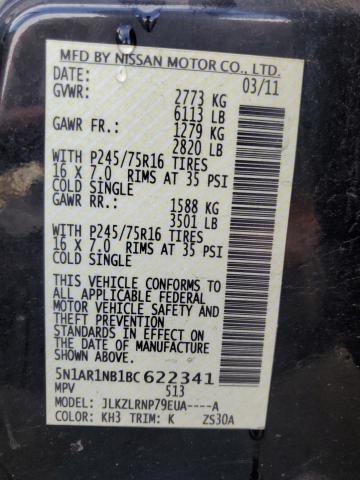 MFD BY NISSAN MOTOR CO., LTD.
DATE: 03/11
GVWR: 2773 KG
6113 LB
GAWR FR.: 1279 KG
2820 LB
WITH P245/75R16 TIRES
16 X 7.0 RIMS AT 35 PSI
COLD SINGLE
GAWR RR.: 1588 KG
3501 LB
WITH P245/75R16 TIRES
16 X 7.0 RIMS AT 35 PSI
COLD SINGLE
THIS VEHICLE CONFORMS TO
ALL APPLICABLE FEDERAL
MOTOR VEHICLE SAFETY AND
THEFT PREVENTION
STANDARDS IN EFFECT ON
THE DATE OF MANUFACTURE
SHOWN ABOVE.
5N1AR1NB1BC622341
MPV 513
MODEL: JLKZLRNP79EUA----A
COLOR: KH3 TRIM: K ZS30A